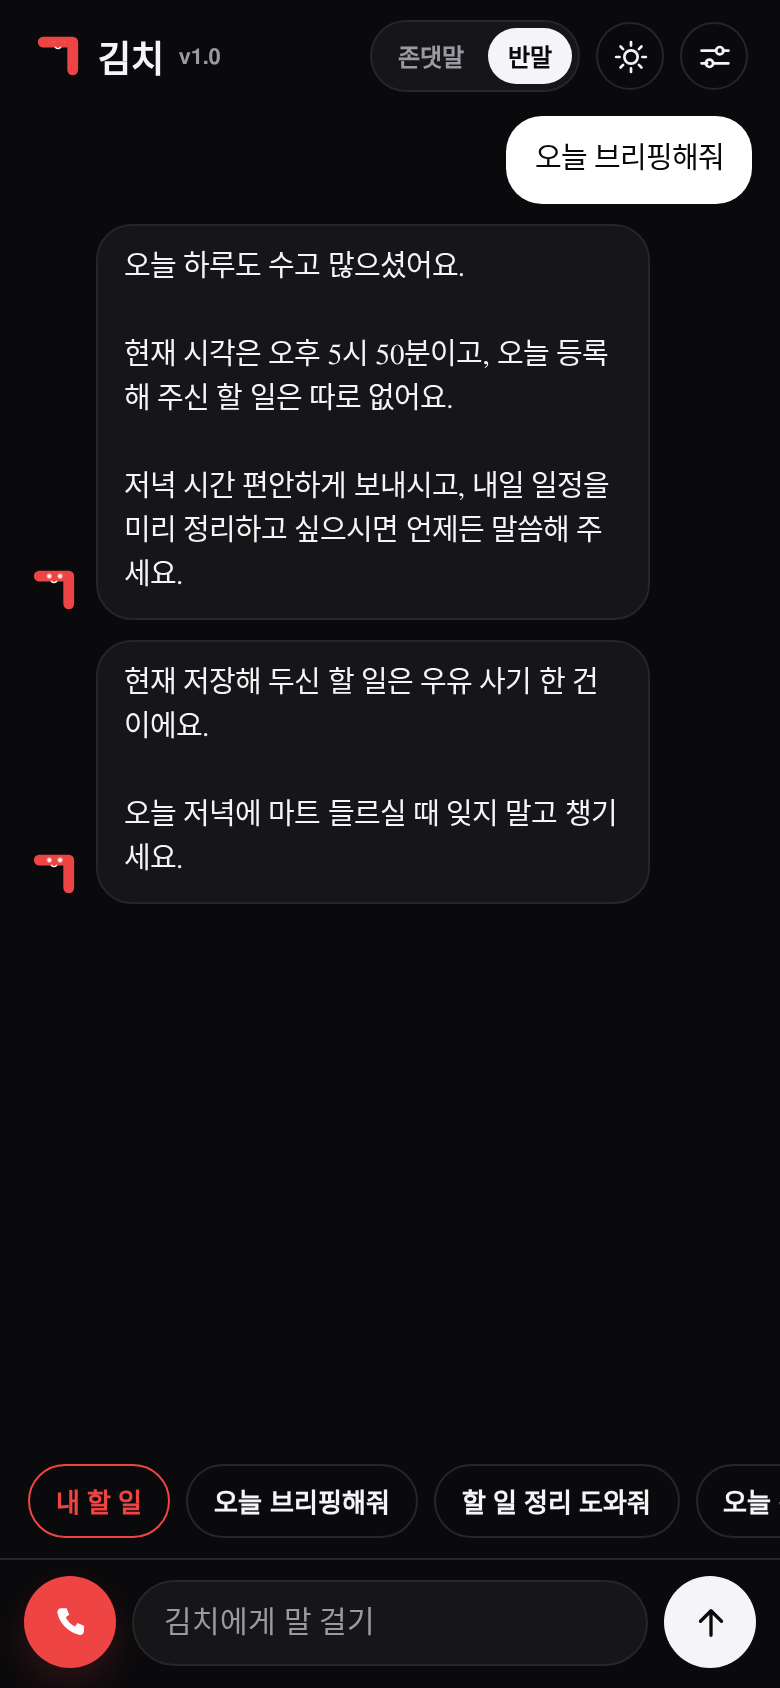 김치 v1.0 존댓말 반말
오늘 브리핑해줘
오늘 하루도 수고 많으셨어요.
현재 시각은 오후 5시 50분이고, 오늘 등록
해 주신 할 일은 따로 없어요.
저녁 시간 편안하게 보내시고, 내일 일정을
미리 정리하고 싶으시면 언제든 말씀해 주
세요.
현재 저장해 두신 할 일은 우유 사기 한 건
이에요.
오늘 저녁에 마트 들르실 때 잊지 말고 챙기
세요.
내 할 일 오늘 브리핑해줘 할 일 정리 도와줘 오늘
김치에게 말 걸기